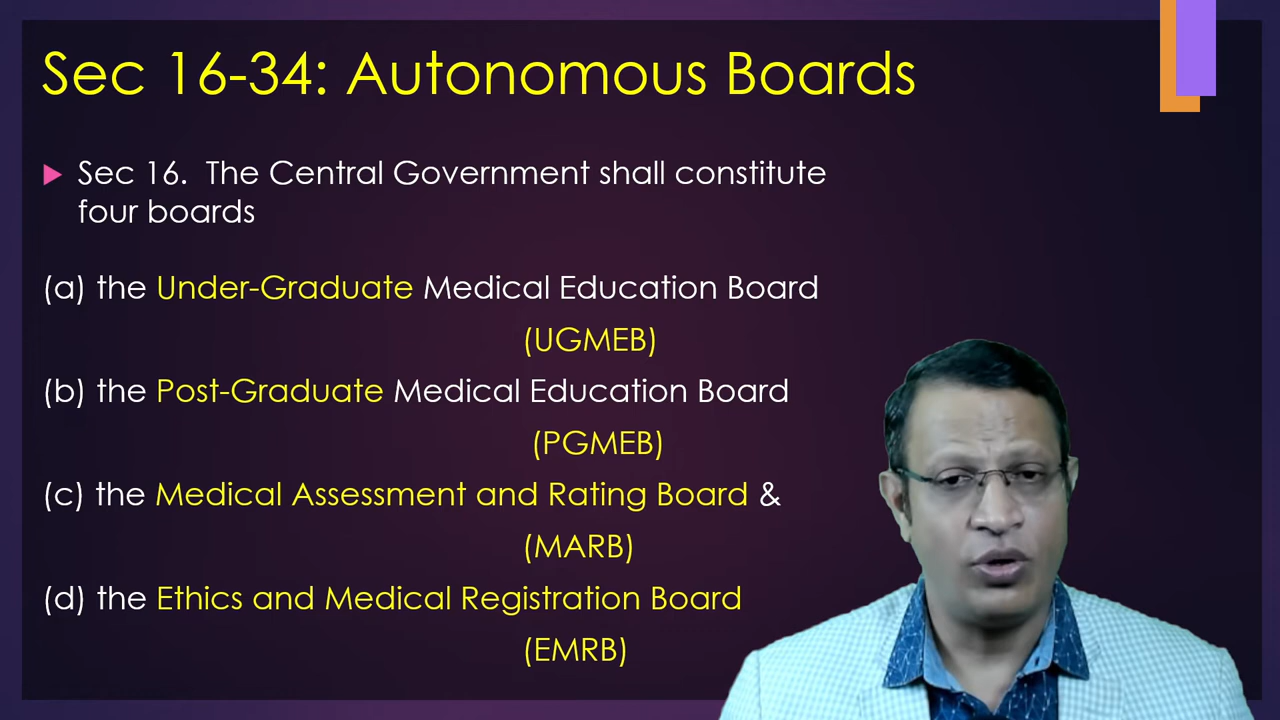 Sec 16-34: Autonomous Boards
Sec 16. The Central Government shall constitute
four boards
(a) the Under-Graduate Medical Education Board
(UGMEB)
(b) the Post-Graduate Medical Education Board
(PGMEB)
(c) the Medical Assessment and Rating Board &
(MARB)
(d) the Ethics and Medical Registration Board
(EMRB)